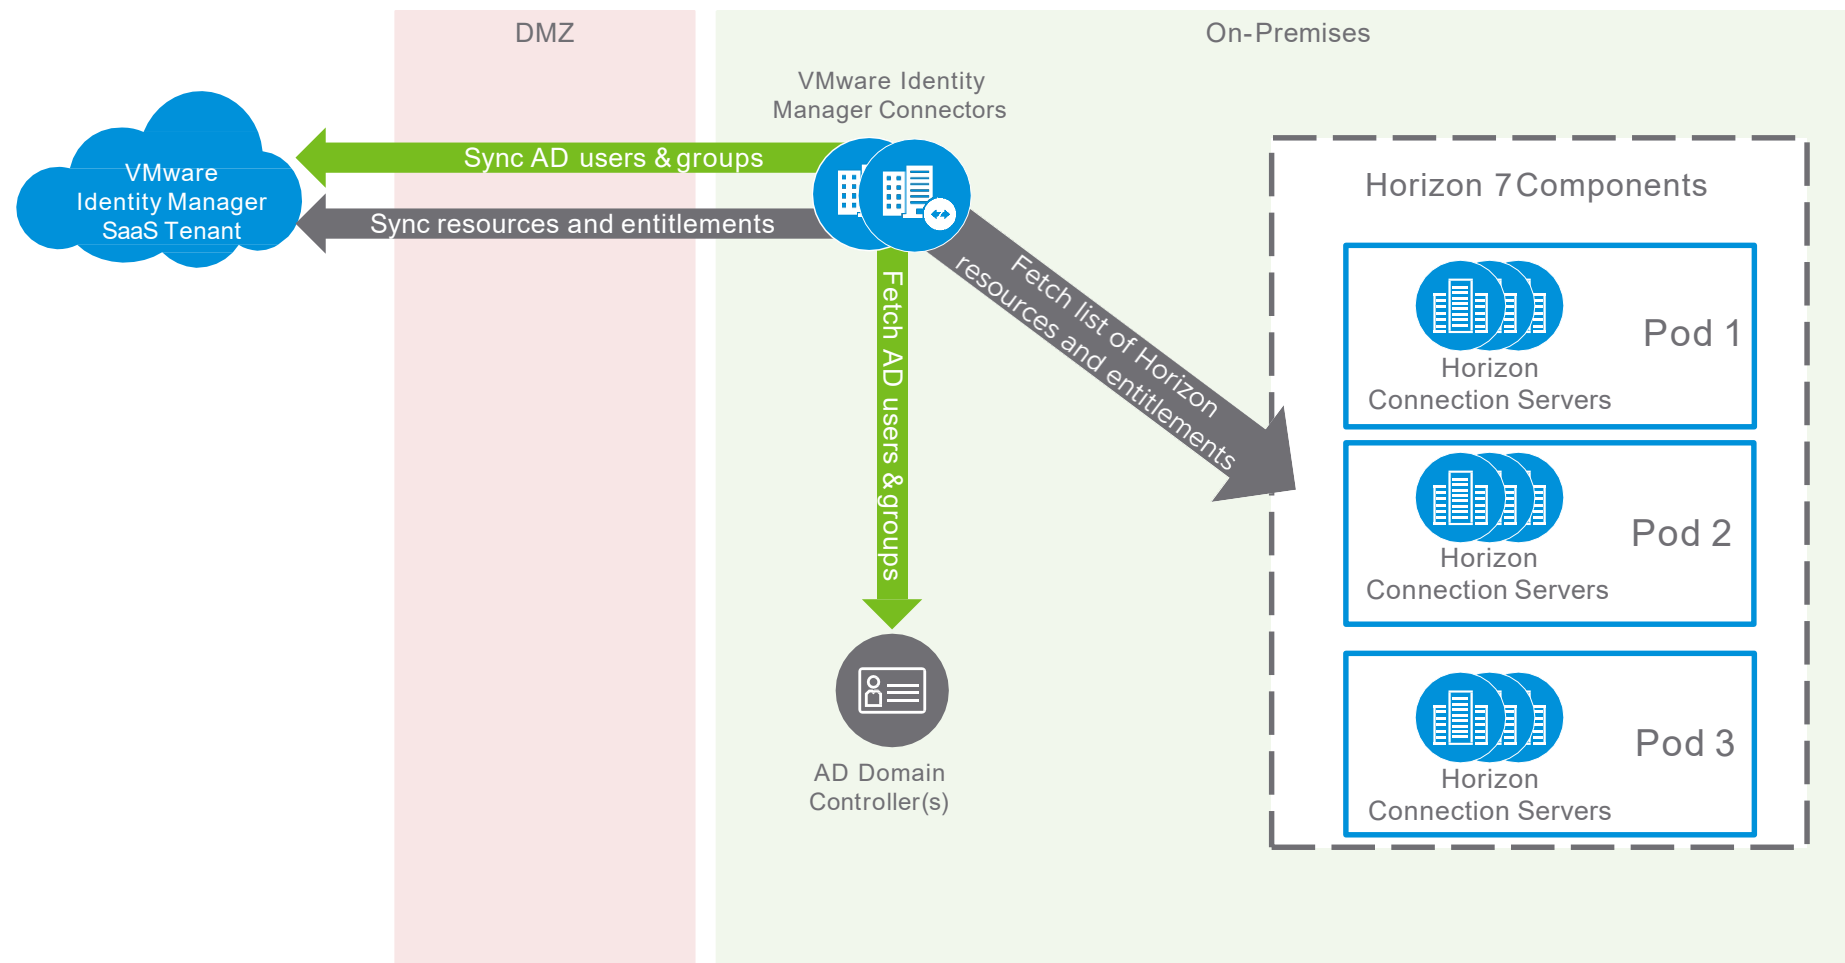 DMZ
On-Premises
VMware Identity
Manager Connectors
Sync AD users & groups
VMware
Identity Manager
SaaS Tenant
Sync resources and entitlements
Fetch AD users & groups
Fetch list of Horizon
resources and entitlements
AD Domain
Controller(s)
Horizon 7 Components
Horizon
Connection Servers
Pod 1
Horizon
Connection Servers
Pod 2
Horizon
Connection Servers
Pod 3